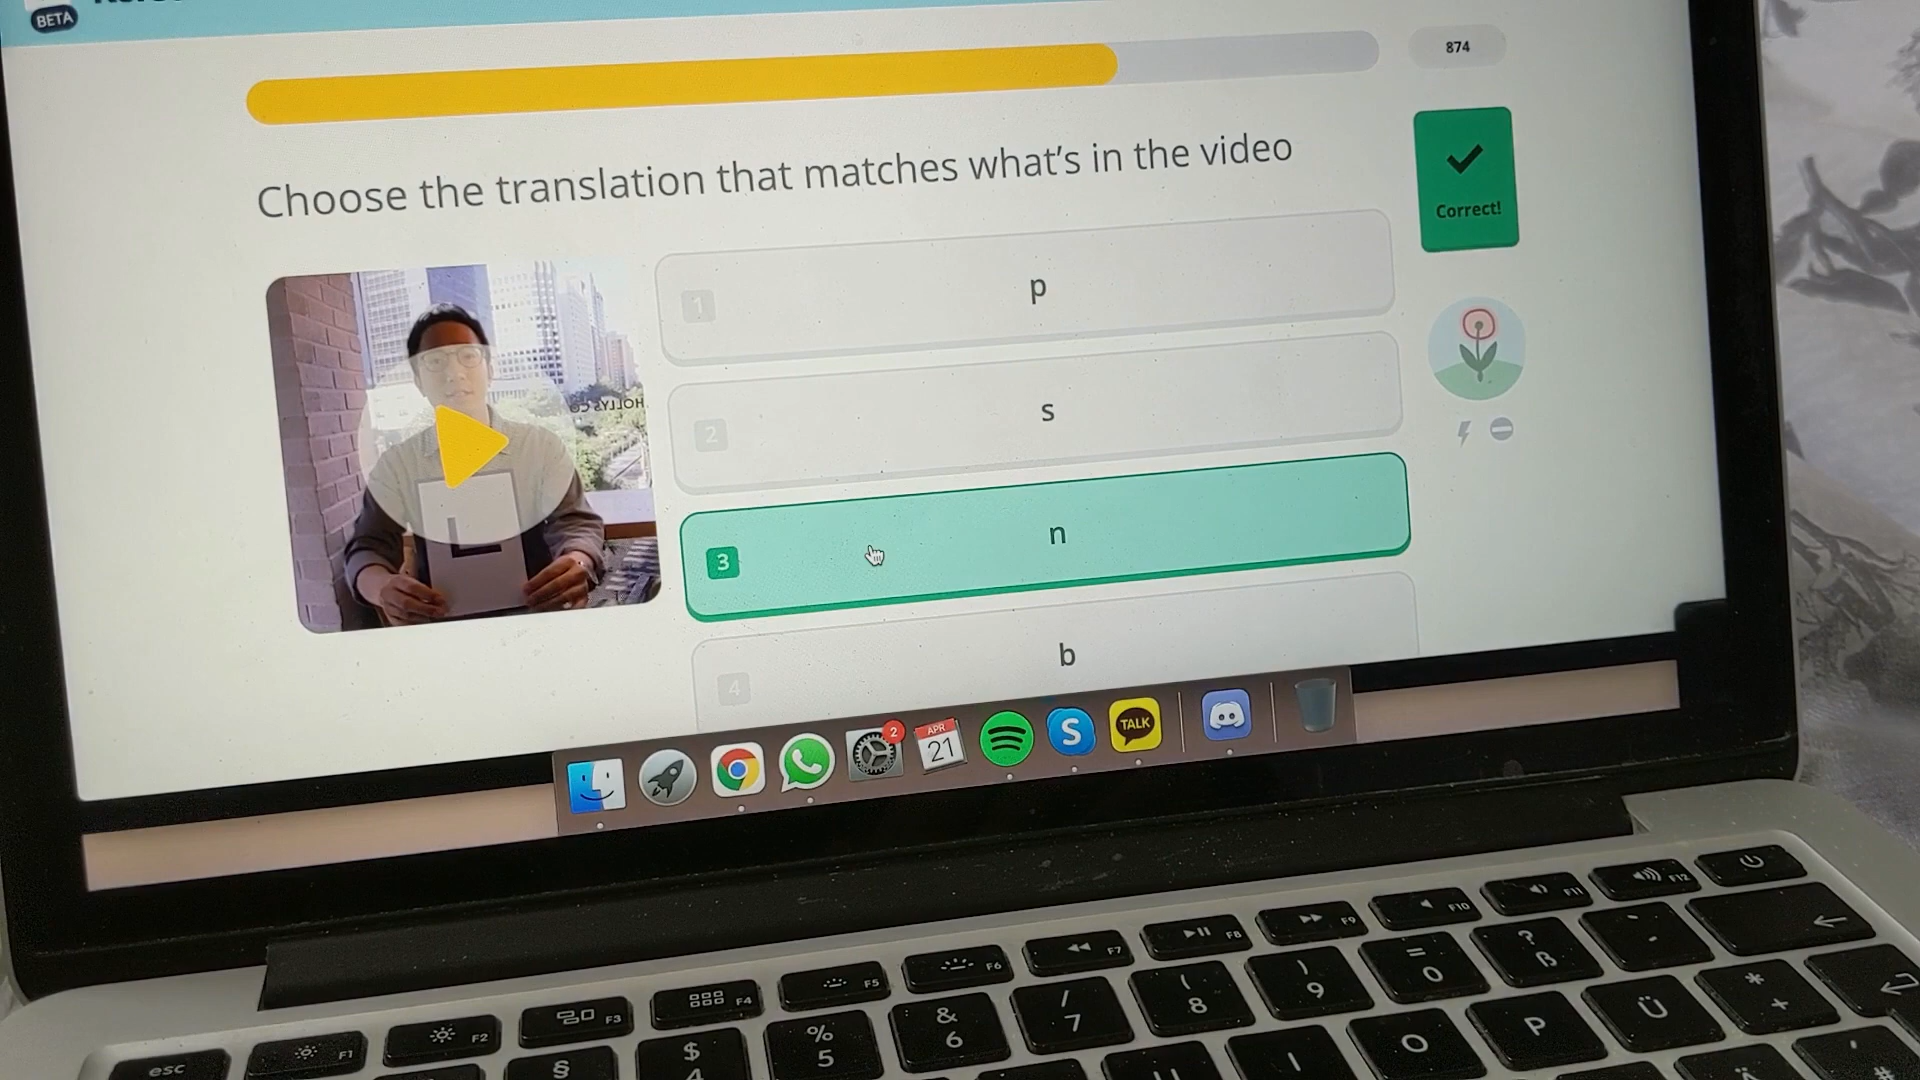 BETA
874
Choose the translation that matches what's in the video
Correct!
1
p
2
s
3
n
4
b
HOLLYS CO
ㄴ
2
APR
21
S
TALK
esc
F1
F2
F3
F4
F5
F6
F7
F8
F9
F10
F11
F12
§
$
4
%
5
&
6
/
7
(
8
)
9
=
0
?
ß
I
O
P
Ü
*
+
Ä
'
#